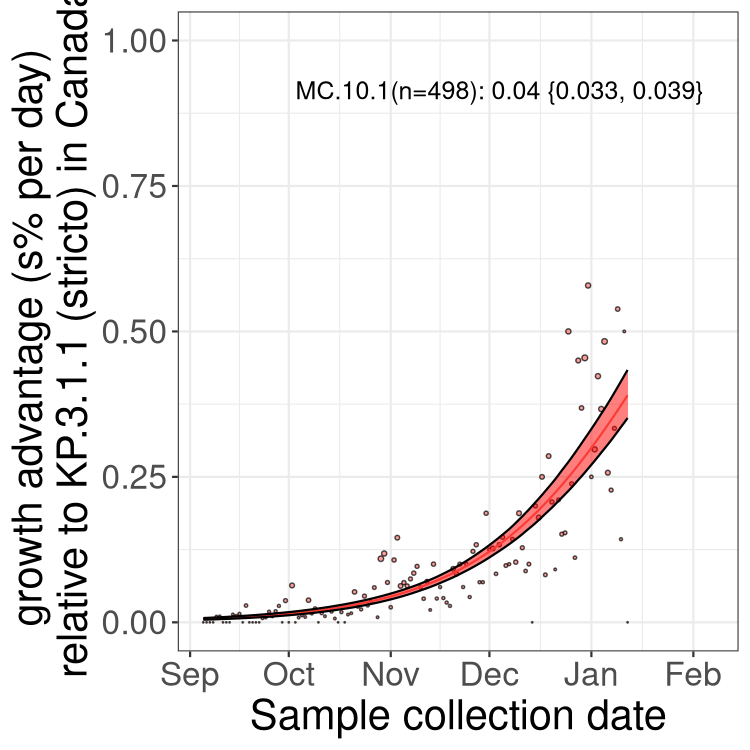 growth advantage (s% per day)
relative to KP.3.1.1 (stricto) in Canada
1.00
0.75
0.50
0.25
0.00
MC.10.1(n=498): 0.04 {0.033, 0.039}
Sep Oct Nov Dec Jan Feb
Sample collection date